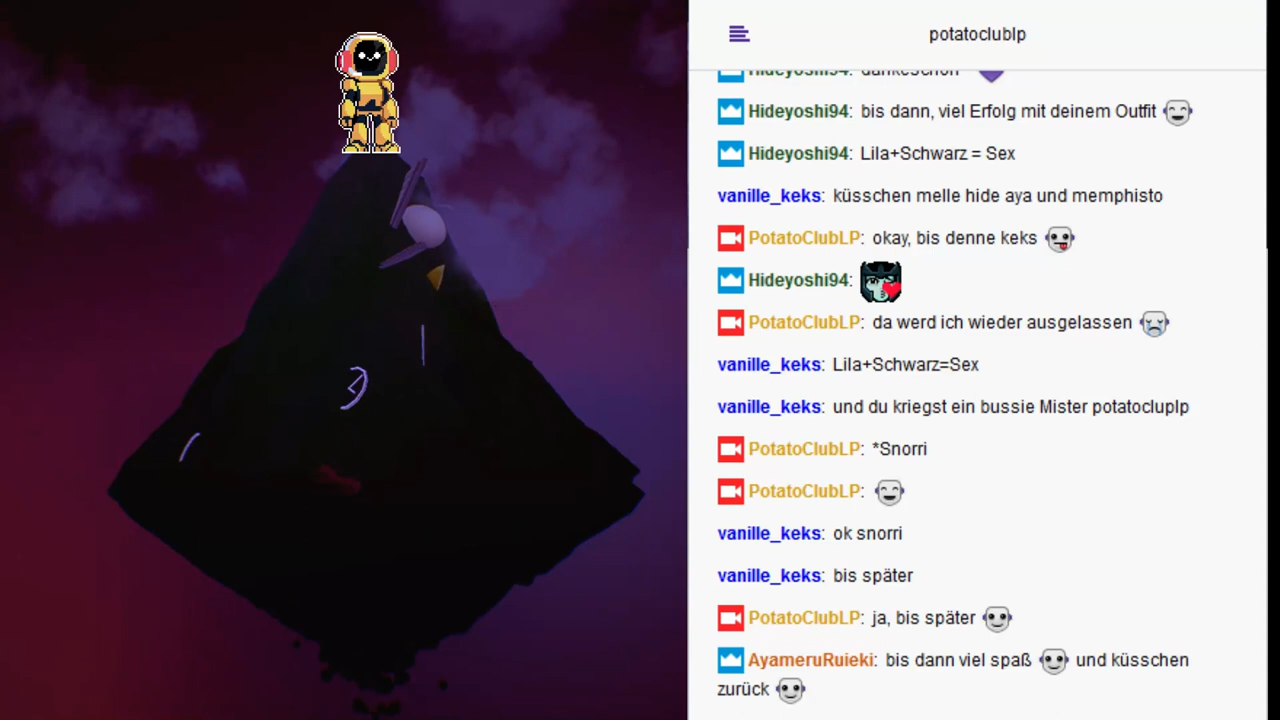 potatoclublp
Hideyoshi94: dankeschön
Hideyoshi94: bis dann, viel Erfolg mit deinem Outfit
Hideyoshi94: Lila+Schwarz = Sex
vanille_keks: küsschen melle hide aya und memphisto
PotatoClubLP: okay, bis denne keks
Hideyoshi94:
PotatoClubLP: da werd ich wieder ausgelassen
vanille_keks: Lila+Schwarz=Sex
vanille_keks: und du kriegst ein bussie Mister potatocluplp
PotatoClubLP: *Snorri
PotatoClubLP:
vanille_keks: ok snorri
vanille_keks: bis später
PotatoClubLP: ja, bis später
AyameruRuieki: bis dann viel spaß und küsschen
zurück